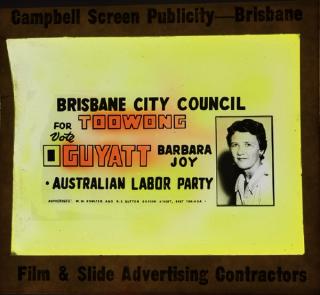 Campbell Screen Publicity—Brisbane
BRISBANE CITY COUNCIL
FOR TOOWONG
Vote
GUYATT BARBARA JOY
• AUSTRALIAN LABOR PARTY
Film & Slide Advertising Contractors